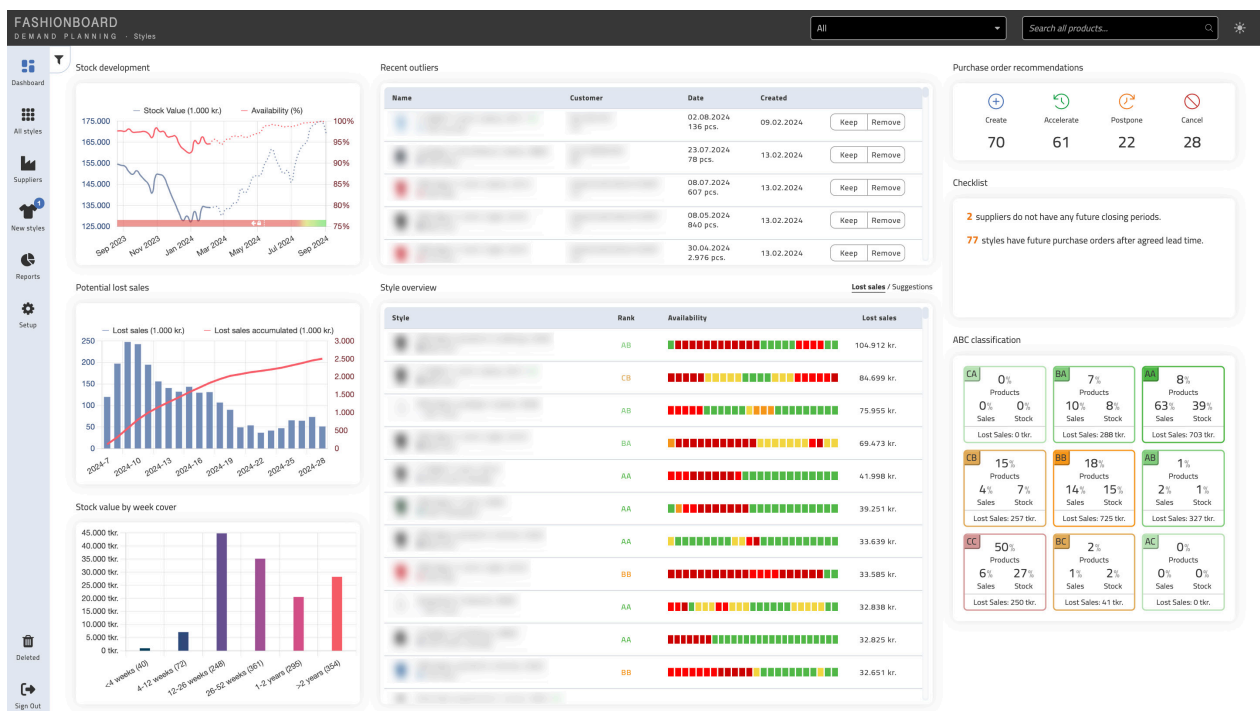 FASHIONBOARD
DEMAND PLANNING · Styles
All
Search all products...
Dashboard
All styles
Suppliers
1
New styles
Reports
Setup
Deleted
Sign Out
Stock development
Stock Value (1.000 kr.) Availability (%)
175.000 100%
165.000 95%
155.000 90%
145.000 85%
135.000 80%
125.000 75%
Sep 2023 Nov 2023 Jan 2024 Mar 2024 May 2024 Jul 2024 Sep 2024
Potential lost sales
Lost sales (1.000 kr.) Lost sales accumulated (1.000 kr.)
250 3.000
200 2.500
150 2.000
100 1.500
50 1.000
0 500
0
2024-7 2024-10 2024-13 2024-16 2024-19 2024-22 2024-25 2024-28
Stock value by week cover
45.000 tkr.
40.000 tkr.
35.000 tkr.
30.000 tkr.
25.000 tkr.
20.000 tkr.
15.000 tkr.
10.000 tkr.
5.000 tkr.
0 tkr.
<4 weeks (40) 4-12 weeks (72) 12-26 weeks (248) 26-52 weeks (361) 1-2 years (295) >2 years (354)
Recent outliers
Name Customer Date Created
02.08.2024
136 pcs. 09.02.2024 Keep Remove
23.07.2024
78 pcs. 13.02.2024 Keep Remove
08.07.2024
607 pcs. 13.02.2024 Keep Remove
08.05.2024
840 pcs. 13.02.2024 Keep Remove
30.04.2024
2.976 pcs. 13.02.2024 Keep Remove
Style overview Lost sales / Suggestions
Style Rank Availability Lost sales
AB 104.912 kr.
CB 84.699 kr.
AB 75.955 kr.
BA 69.473 kr.
AA 41.998 kr.
AA 39.251 kr.
AA 33.639 kr.
BB 33.585 kr.
AA 32.838 kr.
AA 32.825 kr.
BB 32.651 kr.
Purchase order recommendations
Create Accelerate Postpone Cancel
70 61 22 28
Checklist
2 suppliers do not have any future closing periods.
77 styles have future purchase orders after agreed lead time.
ABC classification
CA 0% Products
0% Sales 0% Stock
Lost Sales: 0 tkr.
BA 7% Products
10% Sales 8% Stock
Lost Sales: 288 tkr.
AA 8% Products
63% Sales 39% Stock
Lost Sales: 703 tkr.
CB 15% Products
4% Sales 7% Stock
Lost Sales: 257 tkr.
BB 18% Products
14% Sales 15% Stock
Lost Sales: 725 tkr.
AB 1% Products
2% Sales 1% Stock
Lost Sales: 327 tkr.
CC 50% Products
6% Sales 27% Stock
Lost Sales: 250 tkr.
BC 2% Products
1% Sales 2% Stock
Lost Sales: 41 tkr.
AC 0% Products
0% Sales 0% Stock
Lost Sales: 0 tkr.